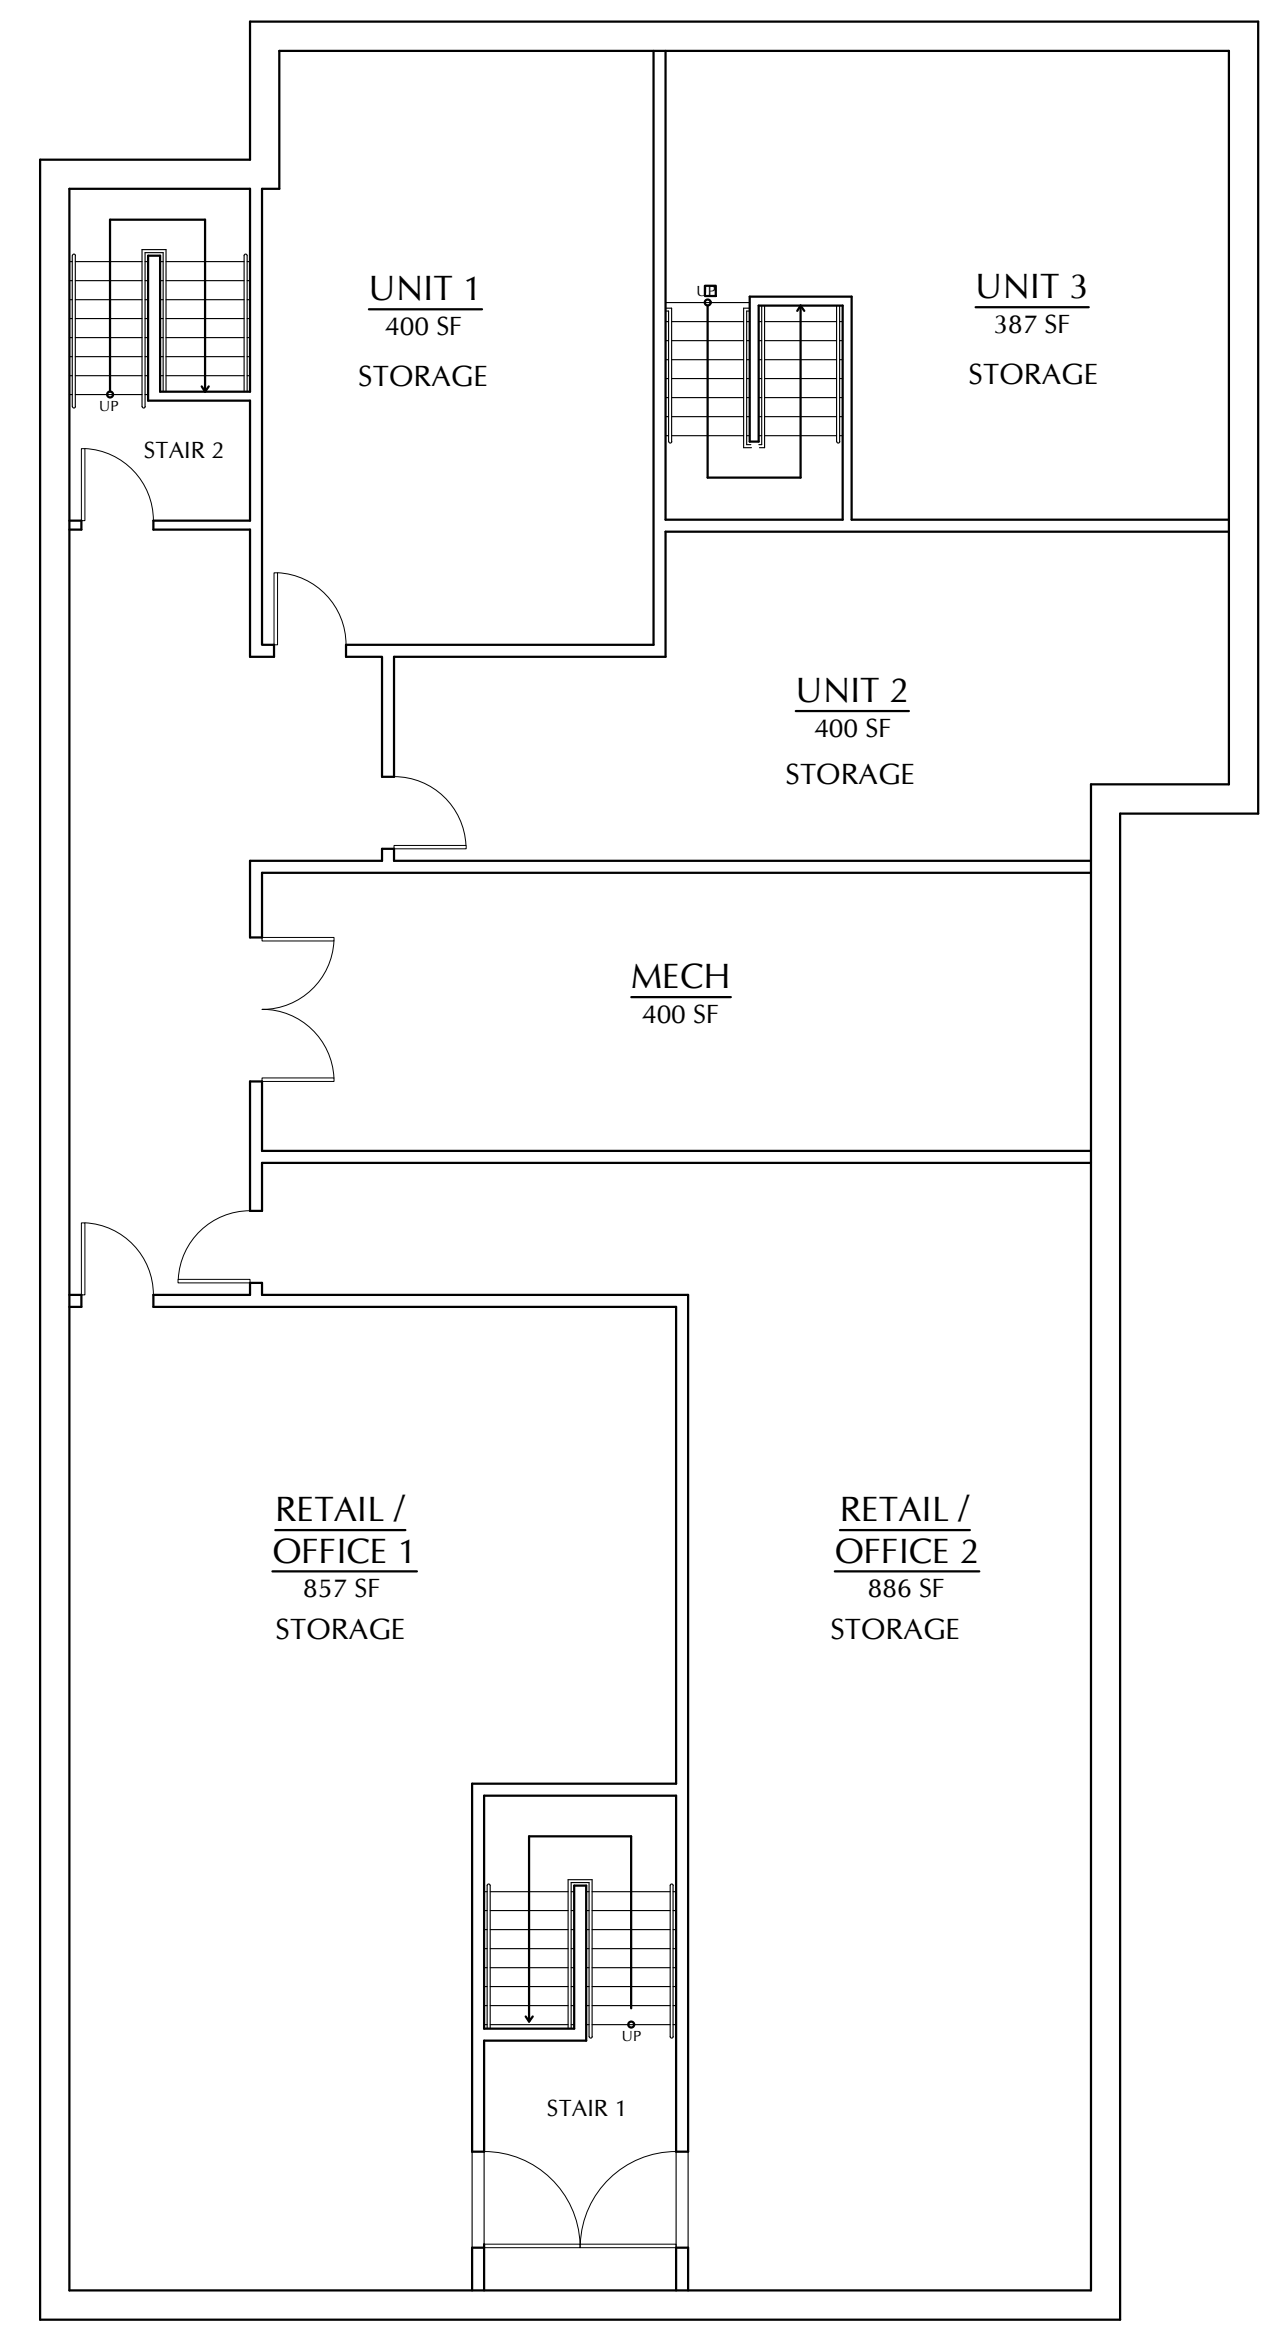 UNIT 1
400 SF
STORAGE
UNIT 3
387 SF
STORAGE
UP
UP
STAIR 2
UNIT 2
400 SF
STORAGE
MECH
400 SF
RETAIL /
OFFICE 1
857 SF
STORAGE
RETAIL /
OFFICE 2
886 SF
STORAGE
UP
STAIR 1